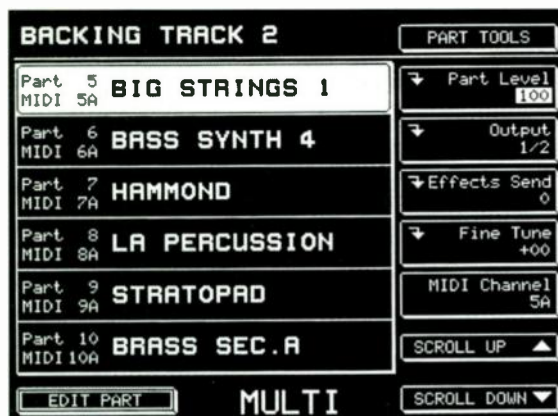 BACKING TRACK 2
PART TOOLS
Part 5
MIDI 5A
BIG STRINGS 1
Part 6
MIDI 6A
BASS SYNTH 4
Part 7
MIDI 7A
HAMMOND
Part 8
MIDI 8A
LA PERCUSSION
Part 9
MIDI 9A
STRATOPAD
Part 10
MIDI 10A
BRASS SEC.A
Part Level
100
Output
1/2
Effects Send
0
Fine Tune
+00
MIDI Channel
5A
SCROLL UP
EDIT PART
MULTI
SCROLL DOWN